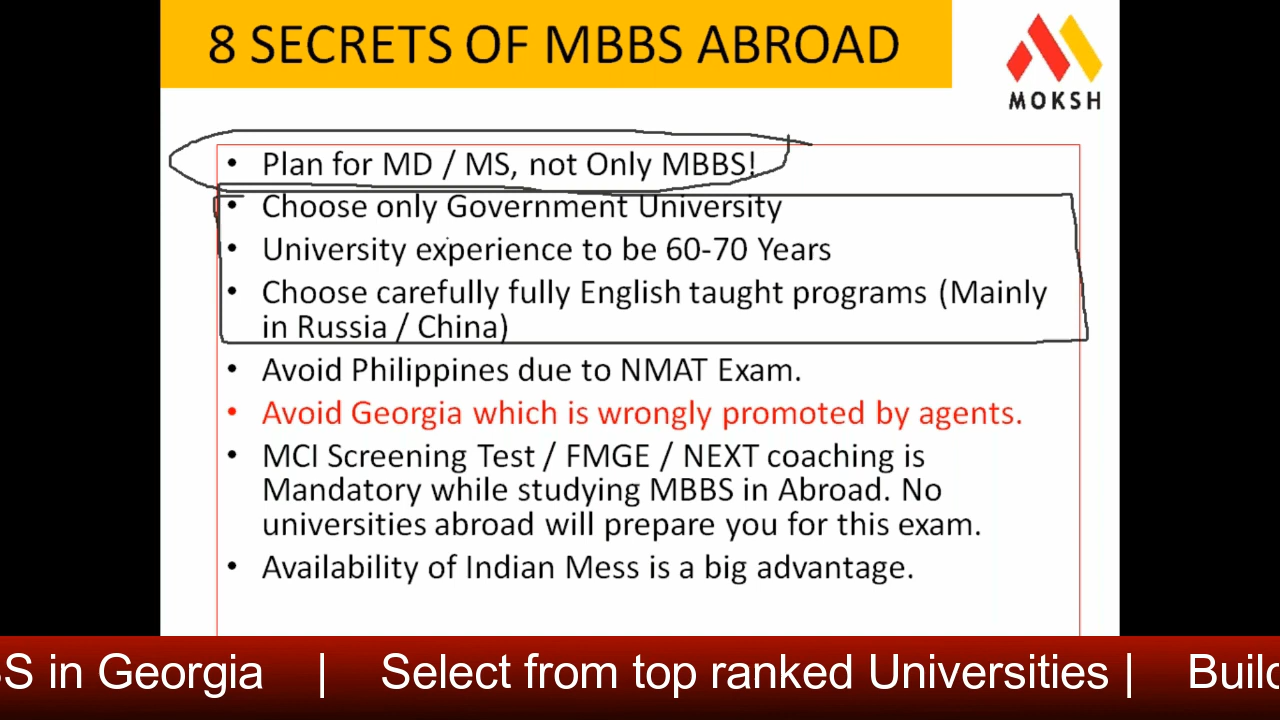 8 SECRETS OF MBBS ABROAD
MOKSH
• Plan for MD / MS, not Only MBBS!
• Choose only Government University
• University experience to be 60-70 Years
• Choose carefully fully English taught programs (Mainly
in Russia / China)
• Avoid Philippines due to NMAT Exam.
• Avoid Georgia which is wrongly promoted by agents.
• MCI Screening Test / FMGE / NEXT coaching is
Mandatory while studying MBBS in Abroad. No
universities abroad will prepare you for this exam.
• Availability of Indian Mess is a big advantage.
S in Georgia | Select from top ranked Universities |